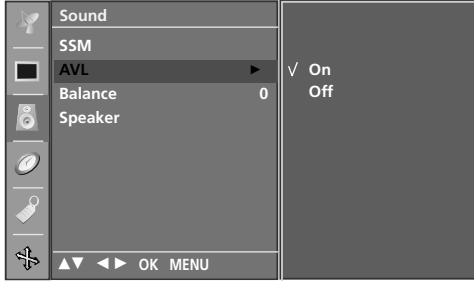 Sound
SSM
AVL ►
Balance 0
Speaker
▲▼ ◄► OK MENU
√ On
Off